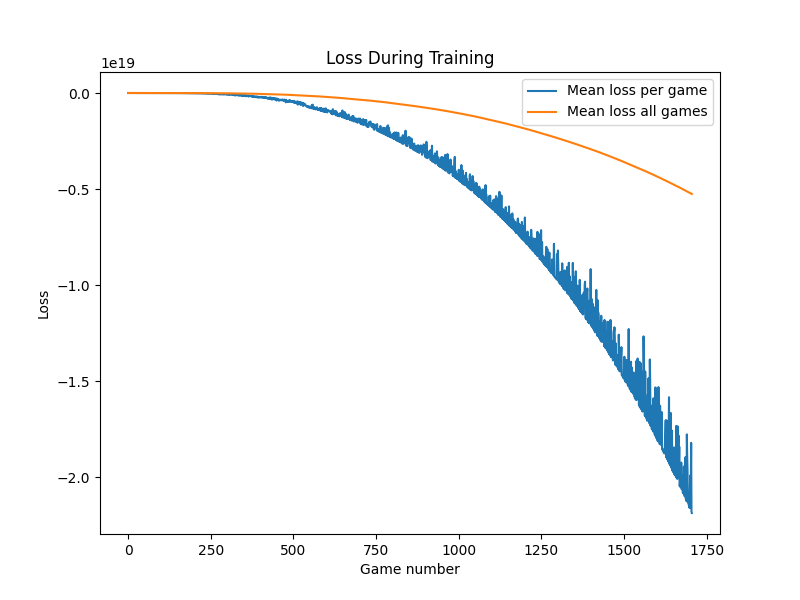 Loss During Training
1e19
Mean loss per game
Mean loss all games
0.0
−0.5
−1.0
−1.5
−2.0
Loss
0 250 500 750 1000 1250 1500 1750
Game number